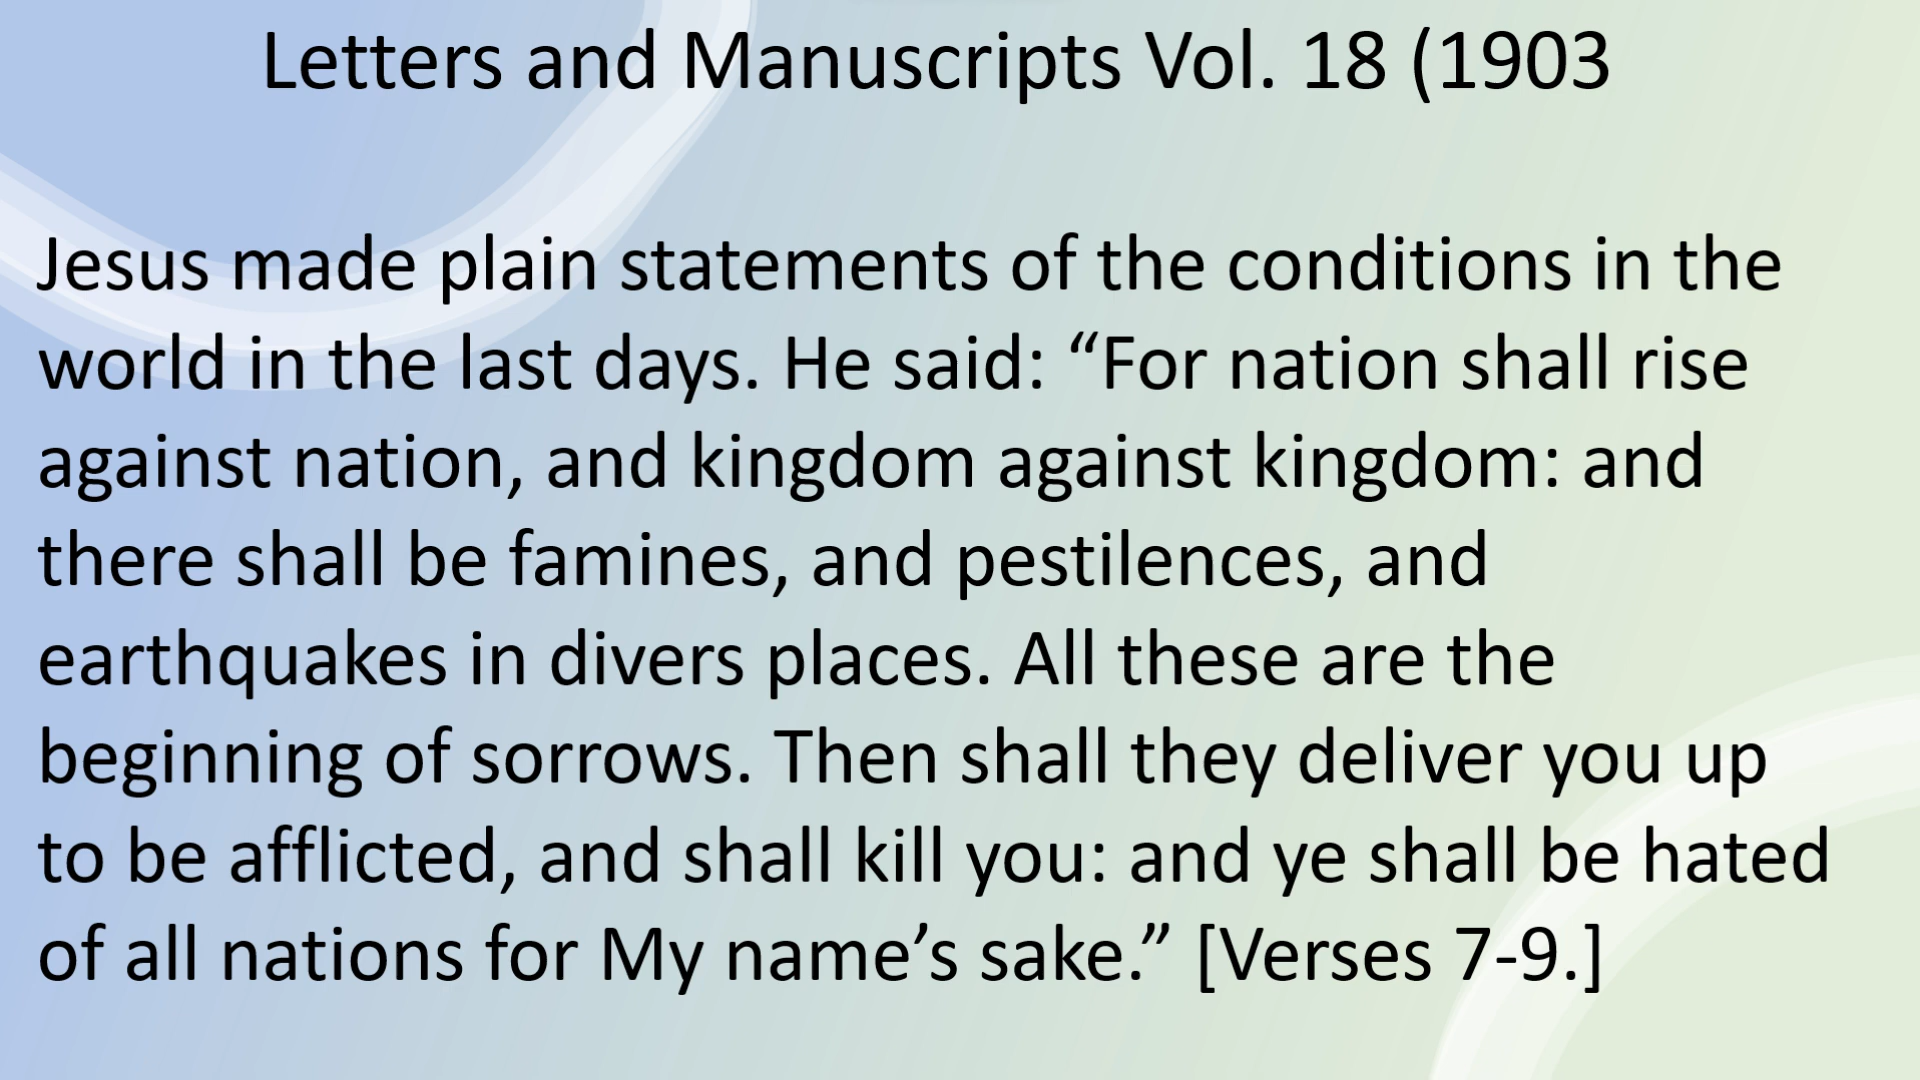 Letters and Manuscripts Vol. 18 (1903
Jesus made plain statements of the conditions in the
world in the last days. He said: “For nation shall rise
against nation, and kingdom against kingdom: and
there shall be famines, and pestilences, and
earthquakes in divers places. All these are the
beginning of sorrows. Then shall they deliver you up
to be afflicted, and shall kill you: and ye shall be hated
of all nations for My name’s sake.” [Verses 7-9.]